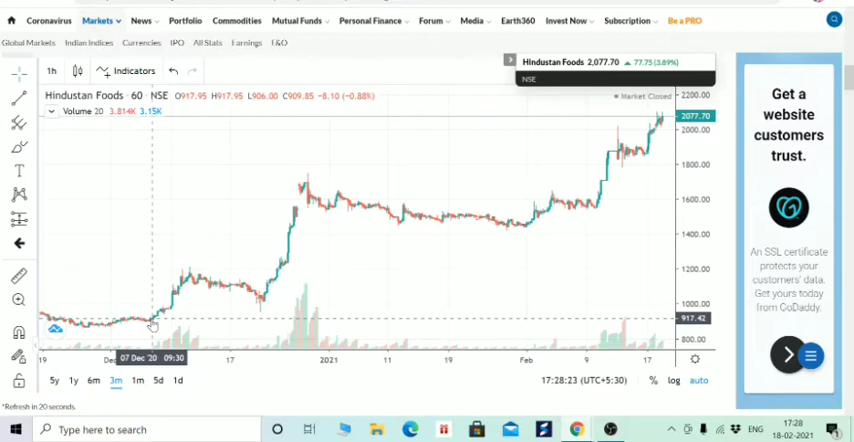 Coronavirus Markets News Portfolio Commodities Mutual Funds Personal Finance Forum Media Earth360 Invest Now Subscription Be a PRO
Global Markets Indian Indices Currencies IPO All Stats Earnings F&O
1h Indicators
Hindustan Foods 2,077.70 ▲ 77.75 (3.89%)
NSE
Hindustan Foods · 60 · NSE O917.95 H917.95 L906.00 C909.85 -8.10 (-0.88%)
Market Closed
Volume 20 3.814K 3.15K
2200.00
2077.70
2000.00
1800.00
1600.00
1400.00
1200.00
1000.00
917.42
800.00
19
07 Dec '20 09:30
17 2021 11 19 Feb 9 17
5y 1y 6m 3m 1m 5d 1d
17:28:23 (UTC+5:30) % log auto
*Refresh in 20 seconds.
Get a
website
customers
trust.
An SSL certificate
protects your
customers' data.
Get yours today
from GoDaddy.
Type here to search
ENG
17:28
18-02-2021